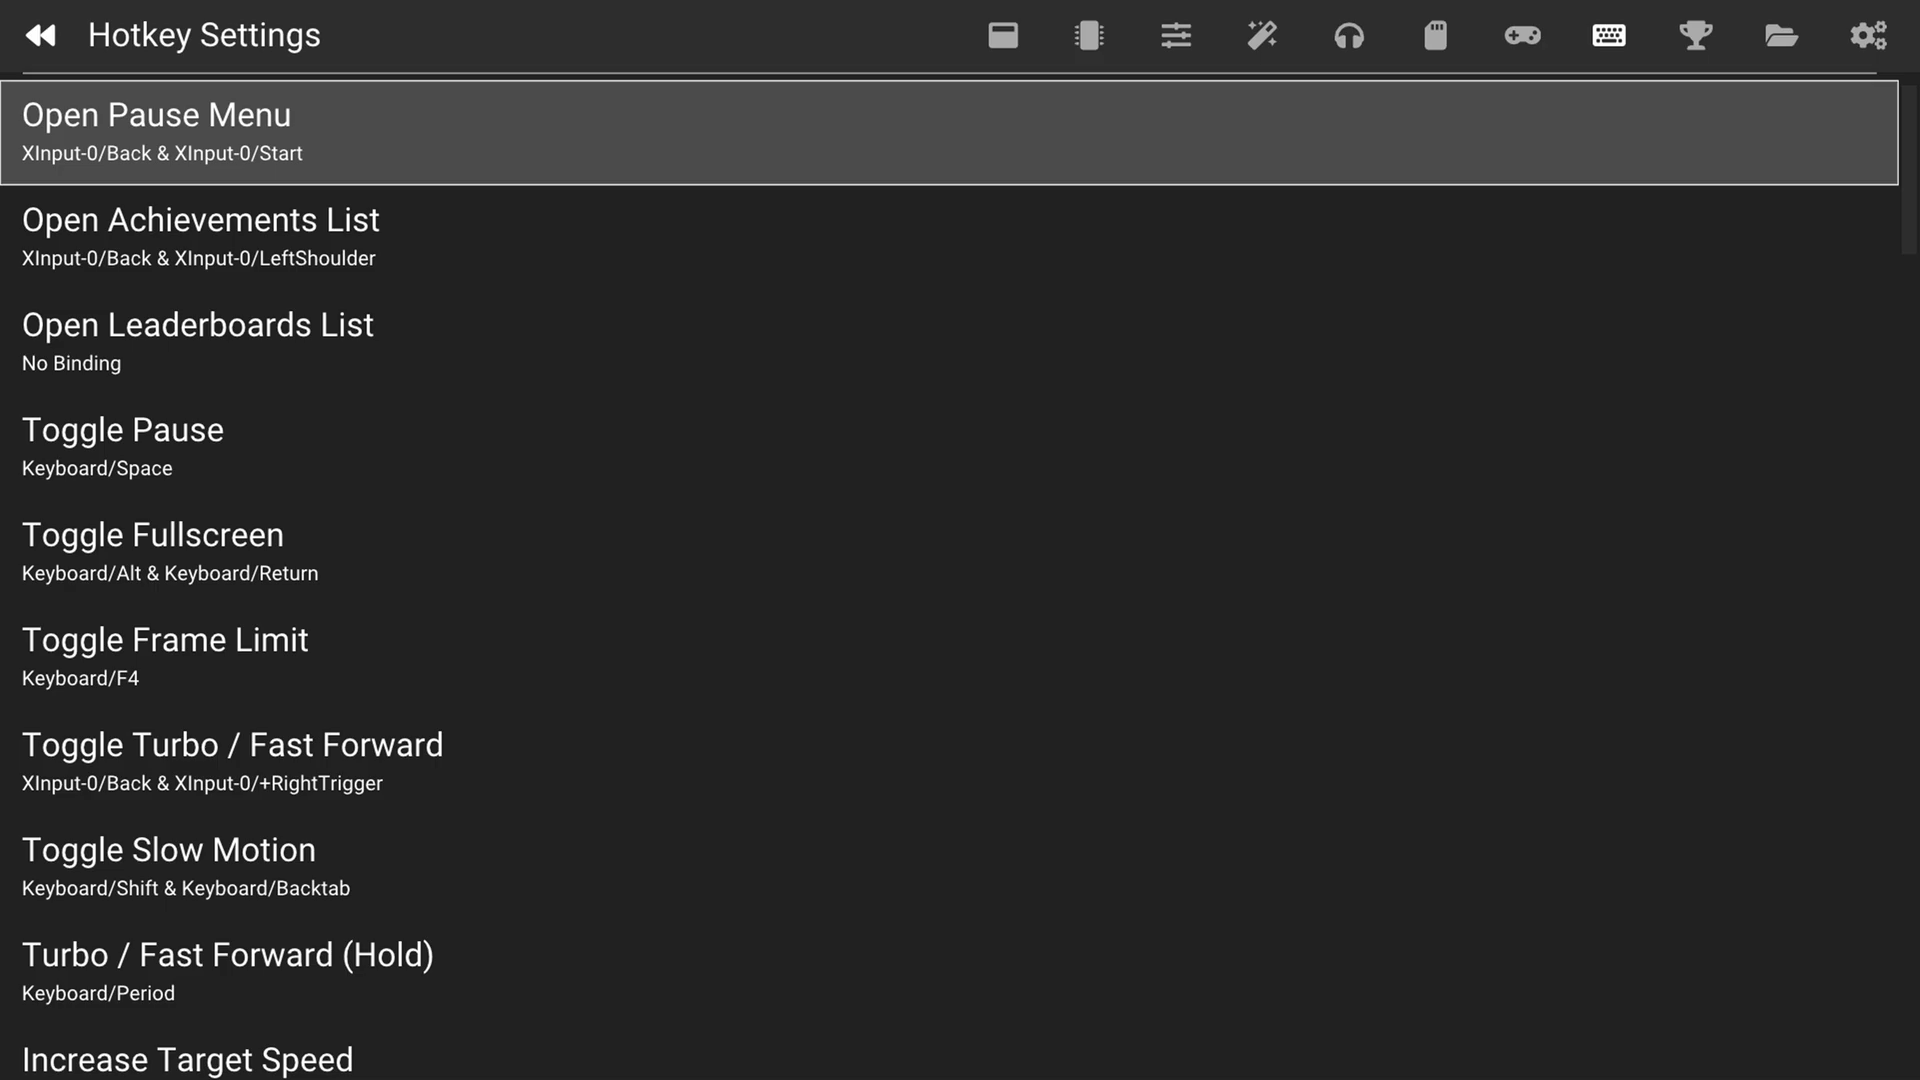 Hotkey Settings
Open Pause Menu
XInput-0/Back & XInput-0/Start
Open Achievements List
XInput-0/Back & XInput-0/LeftShoulder
Open Leaderboards List
No Binding
Toggle Pause
Keyboard/Space
Toggle Fullscreen
Keyboard/Alt & Keyboard/Return
Toggle Frame Limit
Keyboard/F4
Toggle Turbo / Fast Forward
XInput-0/Back & XInput-0/+RightTrigger
Toggle Slow Motion
Keyboard/Shift & Keyboard/Backtab
Turbo / Fast Forward (Hold)
Keyboard/Period
Increase Target Speed